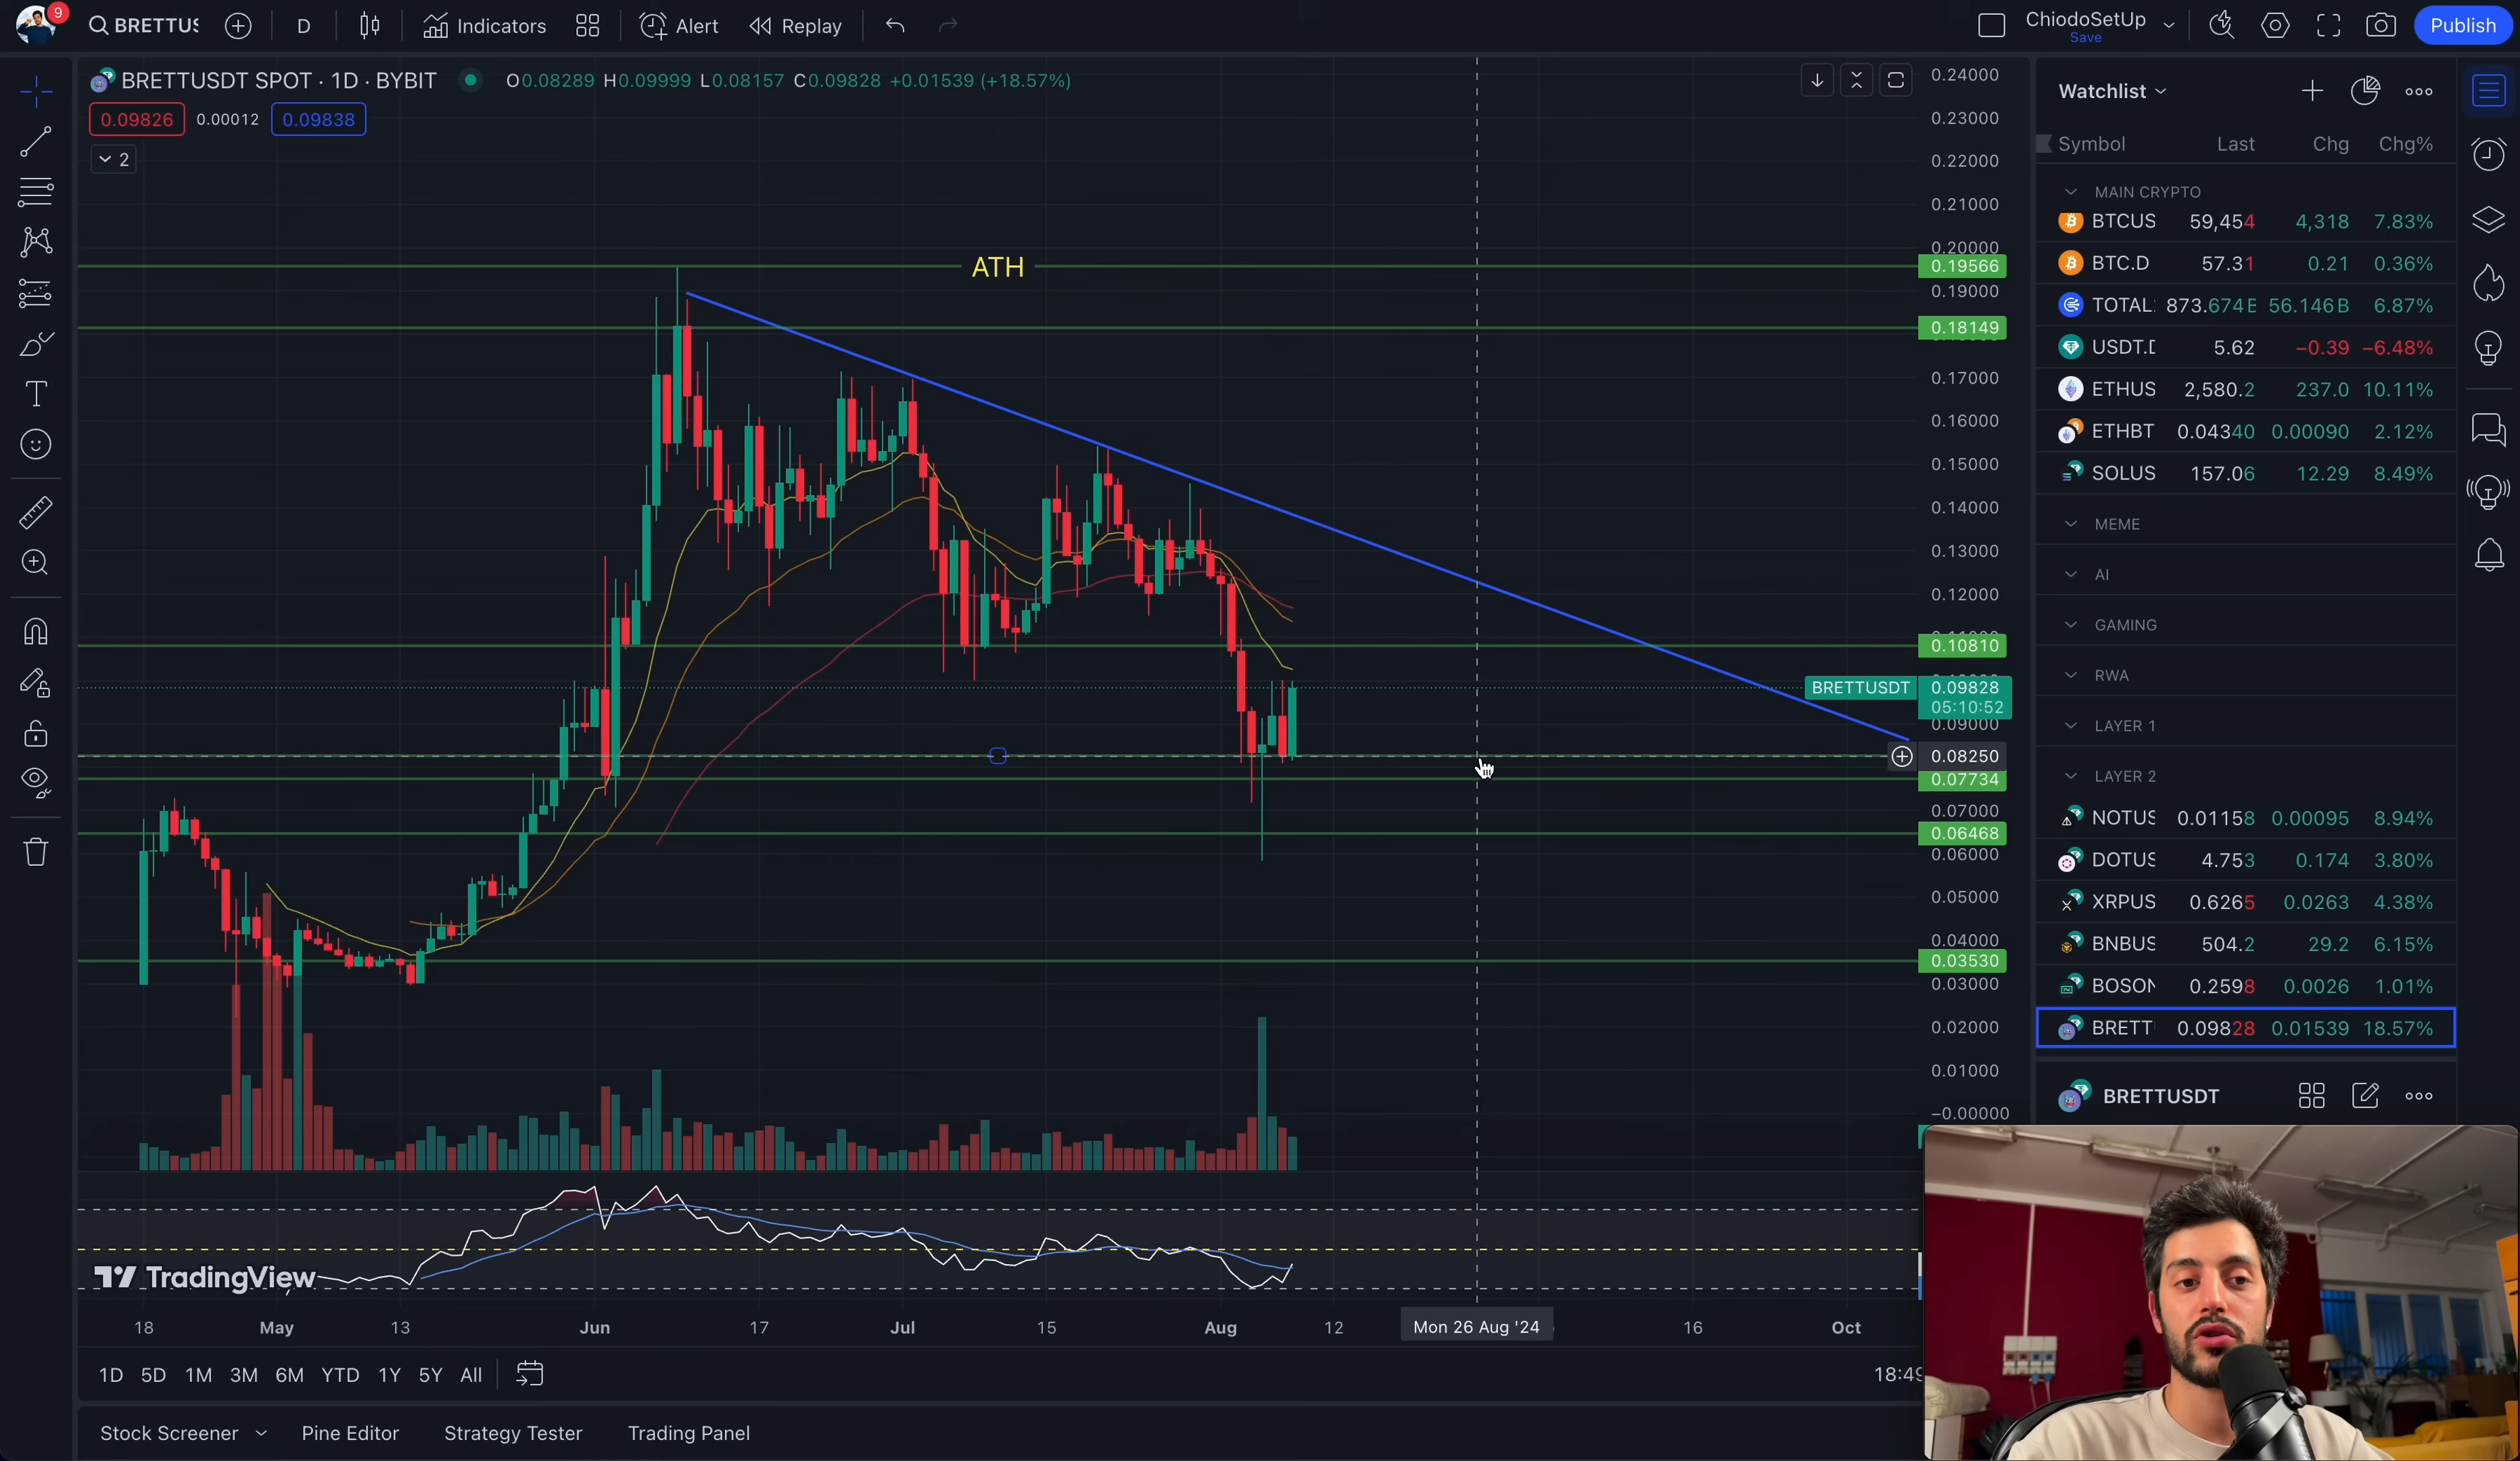 9
BRETTUS
D
Indicators
Alert
Replay
ChiodoSetUp
Save
Publish
BRETTUSDT SPOT · 1D · BYBIT
O0.08289 H0.09999 L0.08157 C0.09828 +0.01539 (+18.57%)
0.09826 0.00012 0.09838
2
ATH
0.24000
0.23000
0.22000
0.21000
0.20000
0.19566
0.19000
0.18149
0.17000
0.16000
0.15000
0.14000
0.13000
0.12000
0.10810
BRETTUSDT 0.09828
05:10:52
0.09000
0.08250
0.07734
0.07000
0.06468
0.06000
0.05000
0.04000
0.03530
0.03000
0.02000
0.01000
−0.00000
TradingView
18 May 13 Jun 17 Jul 15 Aug 12 Mon 26 Aug '24 16 Oct
1D 5D 1M 3M 6M YTD 1Y 5Y All
18:49
Stock Screener Pine Editor Strategy Tester Trading Panel
Watchlist
Symbol Last Chg Chg%
MAIN CRYPTO
BTCUS 59,454 4,318 7.83%
BTC.D 57.31 0.21 0.36%
TOTAL 873.674B 56.146B 6.87%
USDT.D 5.62 −0.39 −6.48%
ETHUS 2,580.2 237.0 10.11%
ETHBT 0.04340 0.00090 2.12%
SOLUS 157.06 12.29 8.49%
MEME
AI
GAMING
RWA
LAYER 1
LAYER 2
NOTUS 0.01158 0.00095 8.94%
DOTUS 4.753 0.174 3.80%
XRPUS 0.6265 0.0263 4.38%
BNBUS 504.2 29.2 6.15%
BOSON 0.2598 0.0026 1.01%
BRETT 0.09828 0.01539 18.57%
BRETTUSDT